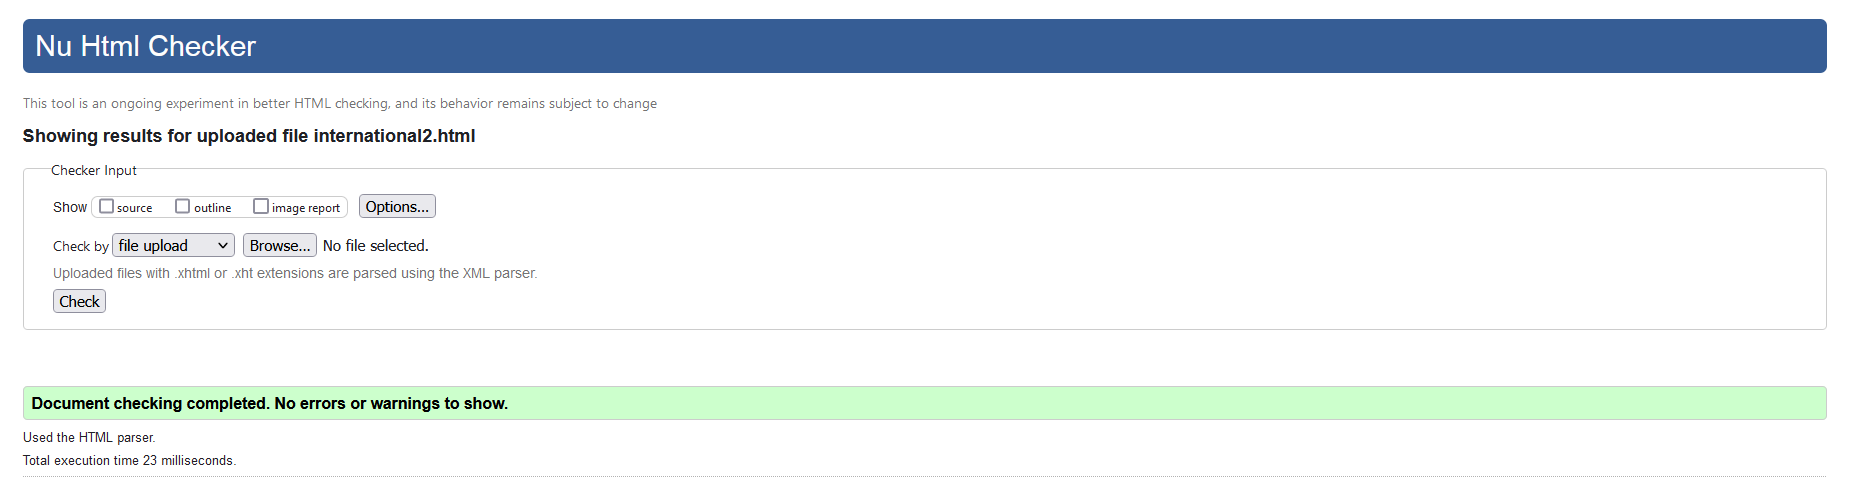 Nu Html Checker
This tool is an ongoing experiment in better HTML checking, and its behavior remains subject to change
Showing results for uploaded file international2.html
Checker Input
Show source outline image report Options...
Check by file upload Browse... No file selected.
Uploaded files with .xhtml or .xht extensions are parsed using the XML parser.
Check
Document checking completed. No errors or warnings to show.
Used the HTML parser.
Total execution time 23 milliseconds.